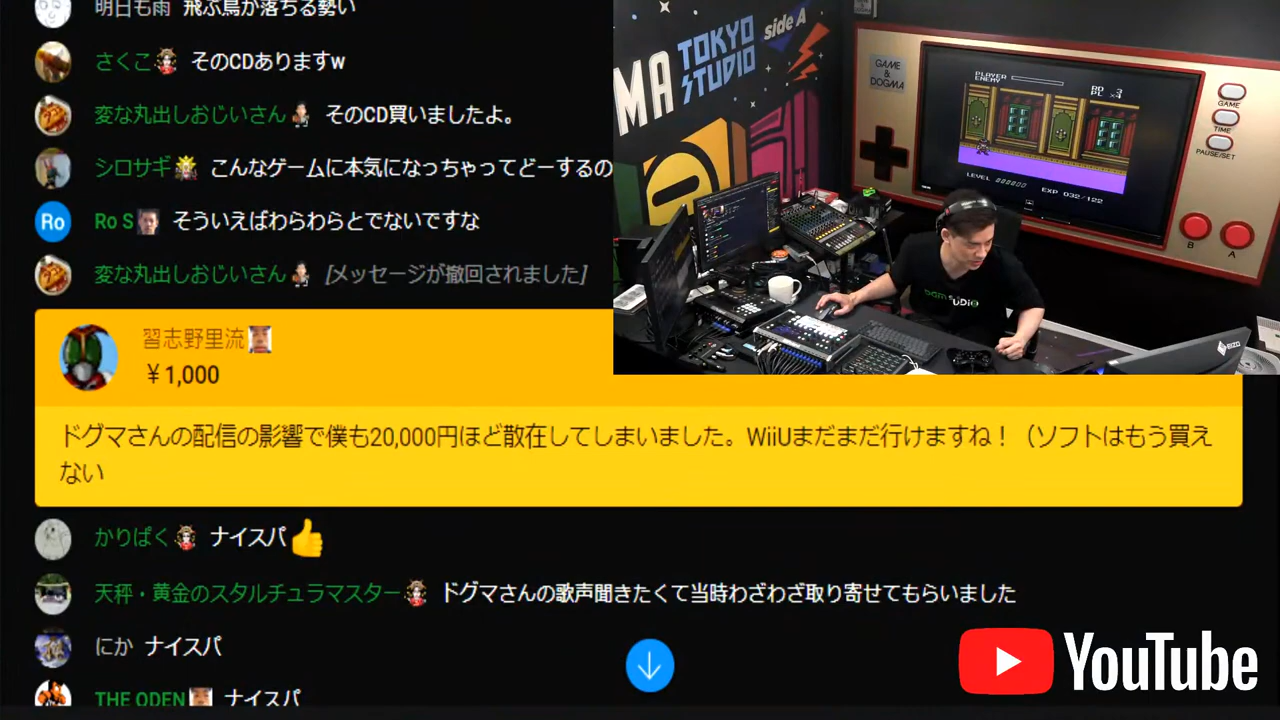 明日も雨 飛ぶ鳥が落ちる勢い
さくこ そのCDありますw
変な丸出しおじいさん そのCD買いましたよ。
シロサギ こんなゲームに本気になっちゃってどーするの
Ro
Ro S そういえばわらわらとでないですな
変な丸出しおじいさん [メッセージが撤回されました]
習志野里流
￥1,000
ドグマさんの配信の影響で僕も20,000円ほど散在してしまいました。WiiUまだまだ行けますね！（ソフトはもう買え
ない
かりぱく ナイスパ
天秤・黄金のスタルチュラマスター ドグマさんの歌声聞きたくて当時わざわざ取り寄せてもらいました
にか ナイスパ
THE ODEN ナイスパ
MA TOKYO STUDIO side A
GAME & DOGMA
PLAYER
ENEMY
LEVEL
EXP 032/122
GAME
TIME
PAUSE/SET
B
A
EIZO
YouTube